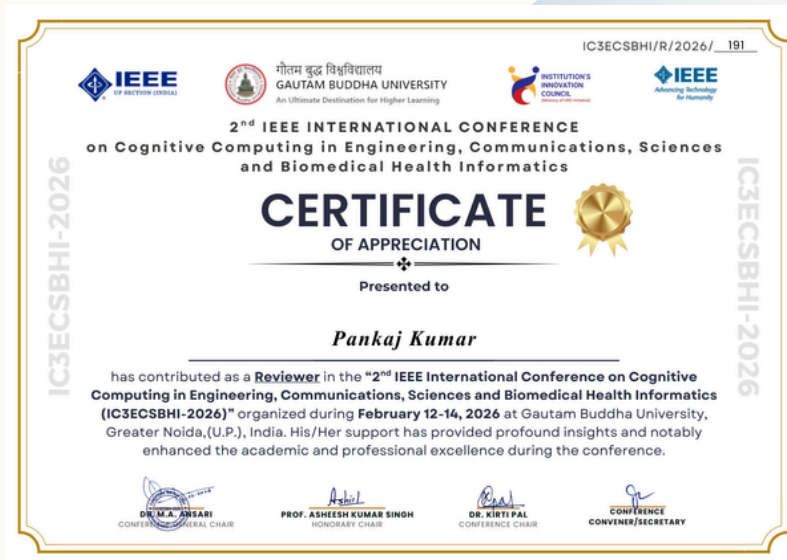 IC3ECSBHI/R/2026/ 191
IEEE
UP SECTION (INDIA)
गौतम बुद्ध विश्वविद्यालय
GAUTAM BUDDHA UNIVERSITY
An Ultimate Destination for Higher Learning
INSTITUTION'S
INNOVATION
COUNCIL
(Ministry of HRD Initiative)
IEEE
Advancing Technology
for Humanity
2nd IEEE INTERNATIONAL CONFERENCE
on Cognitive Computing in Engineering, Communications, Sciences
and Biomedical Health Informatics
IC3ECSBHI-2026
IC3ECSBHI-2026
CERTIFICATE
OF APPRECIATION
Presented to
Pankaj Kumar
has contributed as a Reviewer in the "2nd IEEE International Conference on Cognitive
Computing in Engineering, Communications, Sciences and Biomedical Health Informatics
(IC3ECSBHI-2026)" organized during February 12-14, 2026 at Gautam Buddha University,
Greater Noida,(U.P.), India. His/Her support has provided profound insights and notably
enhanced the academic and professional excellence during the conference.
DR. M.A. ANSARI
CONFERENCE GENERAL CHAIR
PROF. ASHEESH KUMAR SINGH
HONORARY CHAIR
DR. KIRTI PAL
CONFERENCE CHAIR
CONFERENCE
CONVENER/SECRETARY